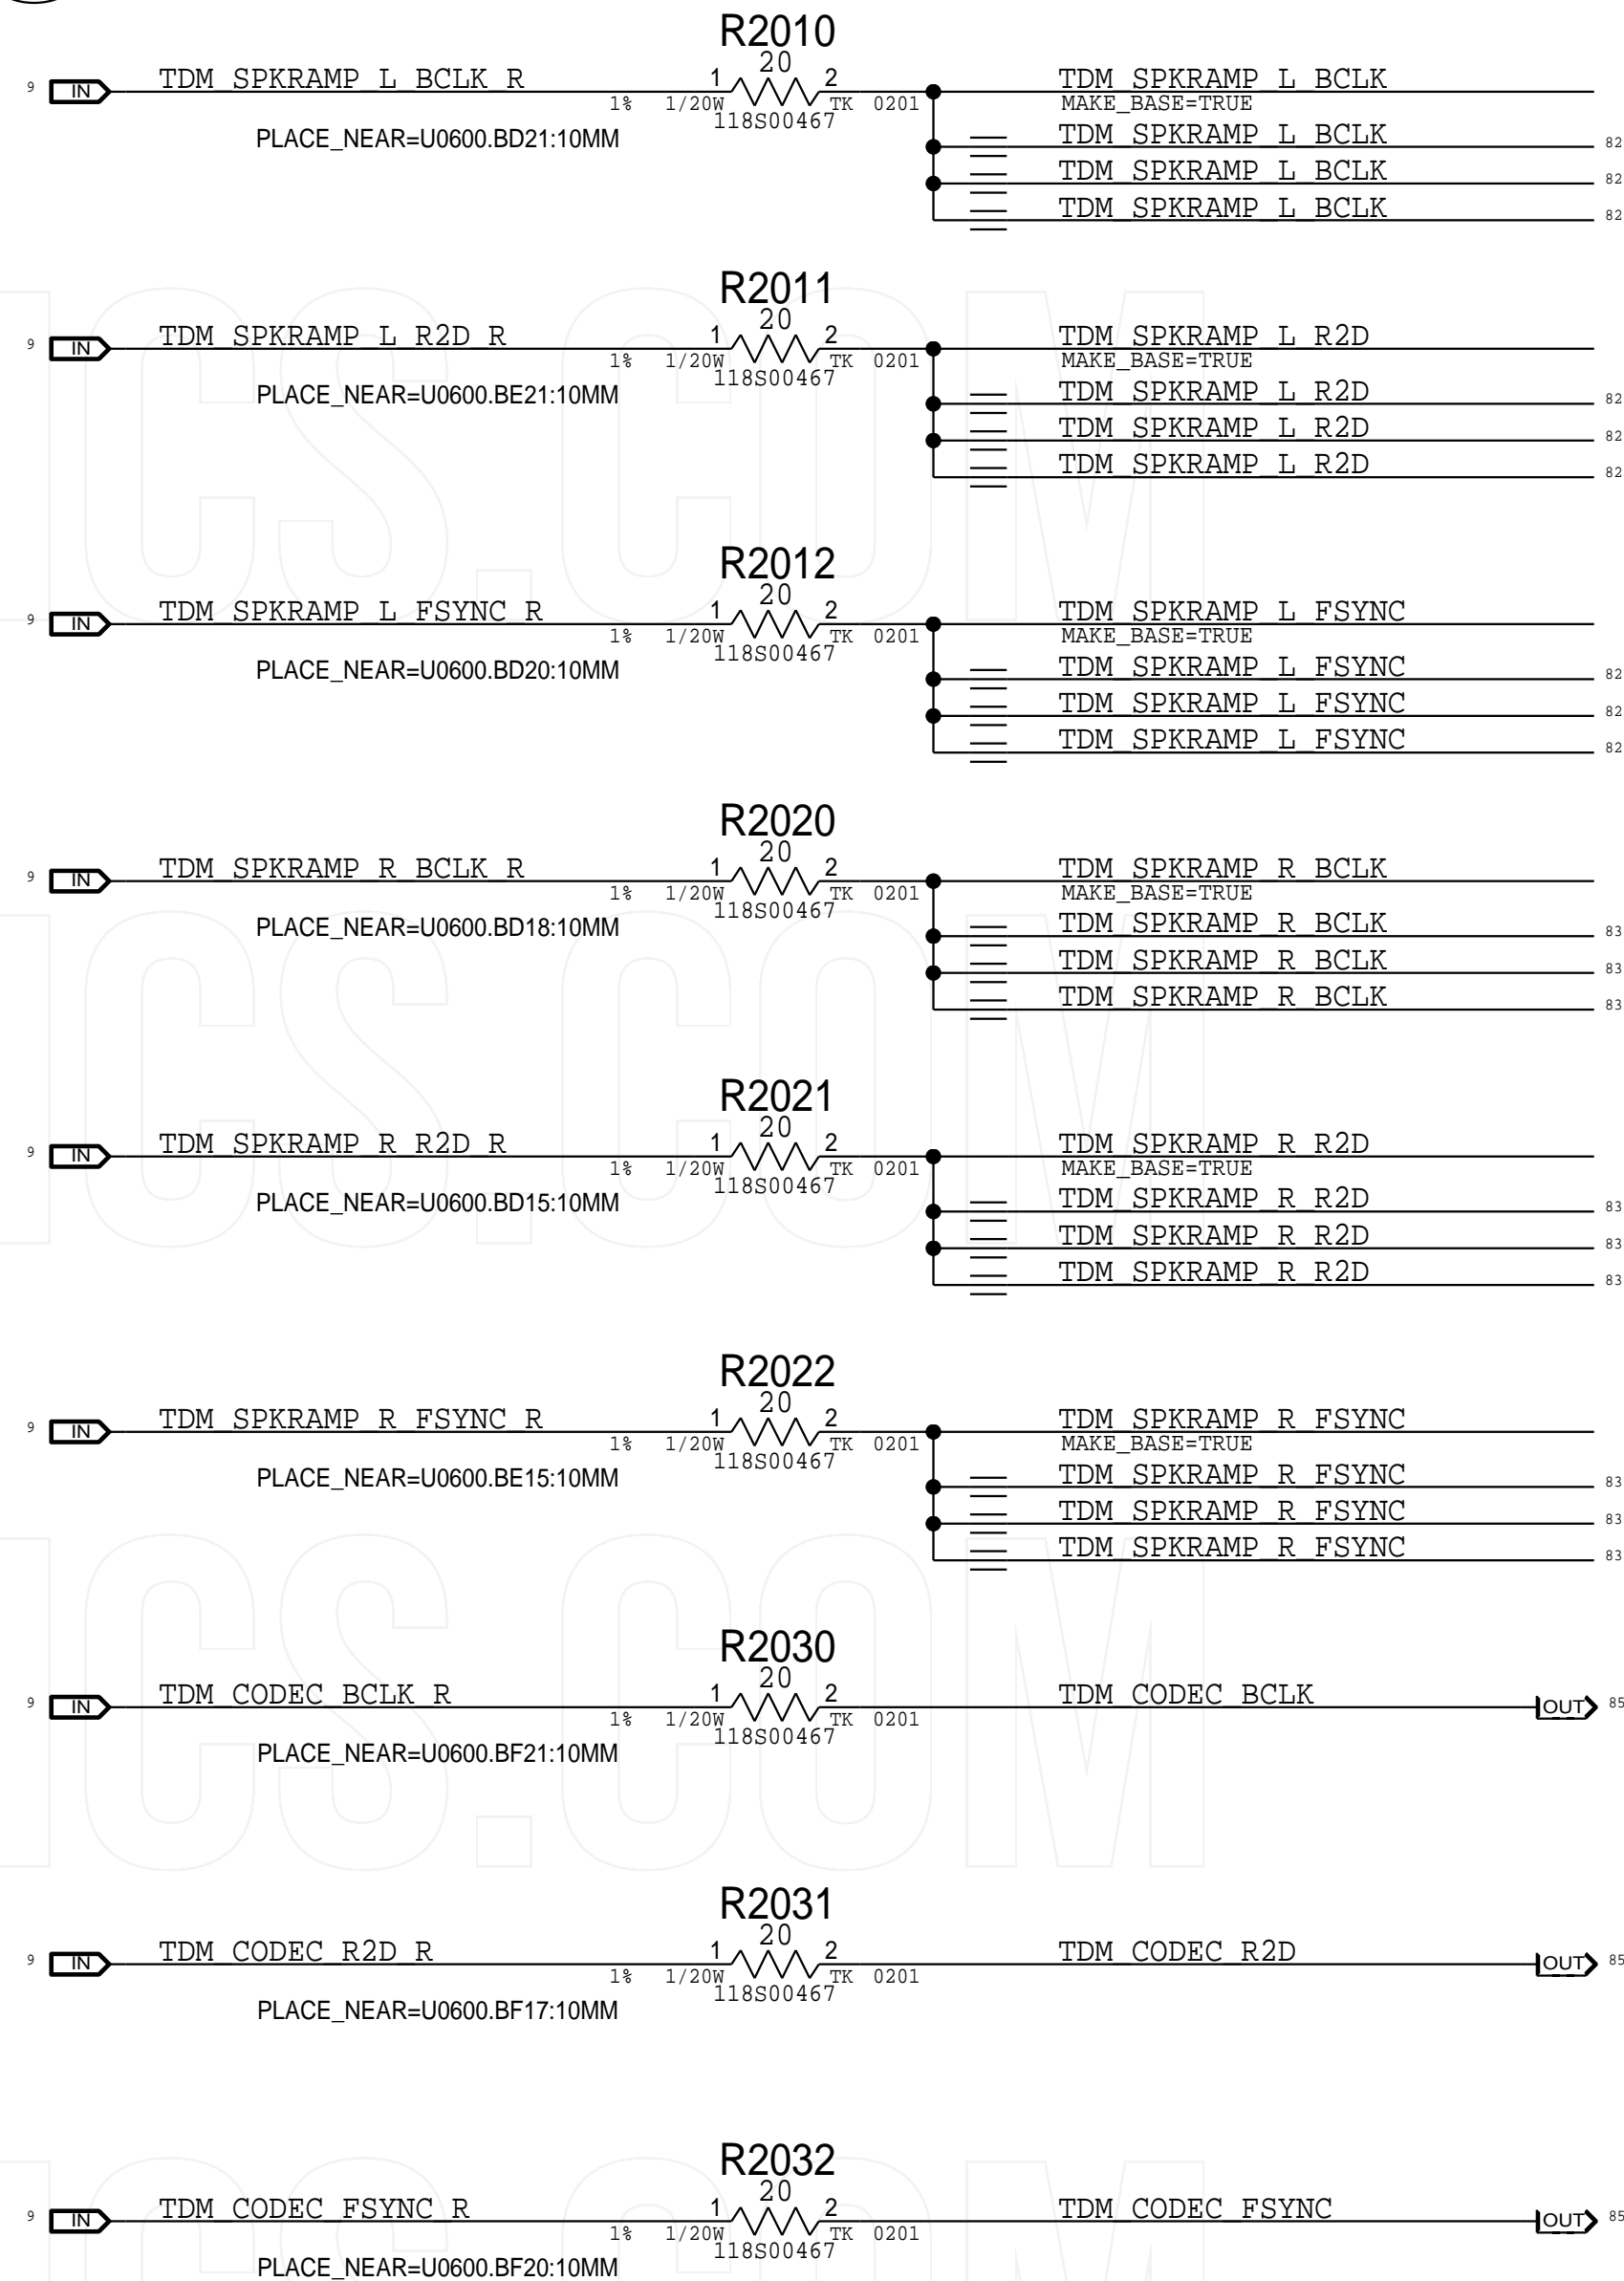 R2010
20
9 IN TDM_SPKRAMP_L_BCLK_R 1 2 TDM_SPKRAMP_L_BCLK
1% 1/20W TK 0201 MAKE_BASE=TRUE
118S00467
PLACE_NEAR=U0600.BD21:10MM TDM_SPKRAMP_L_BCLK 82
TDM_SPKRAMP_L_BCLK 82
TDM_SPKRAMP_L_BCLK 82
R2011
20
9 IN TDM_SPKRAMP_L_R2D_R 1 2 TDM_SPKRAMP_L_R2D
1% 1/20W TK 0201 MAKE_BASE=TRUE
118S00467
PLACE_NEAR=U0600.BE21:10MM TDM_SPKRAMP_L_R2D 82
TDM_SPKRAMP_L_R2D 82
TDM_SPKRAMP_L_R2D 82
R2012
20
9 IN TDM_SPKRAMP_L_FSYNC_R 1 2 TDM_SPKRAMP_L_FSYNC
1% 1/20W TK 0201 MAKE_BASE=TRUE
118S00467
PLACE_NEAR=U0600.BD20:10MM TDM_SPKRAMP_L_FSYNC 82
TDM_SPKRAMP_L_FSYNC 82
TDM_SPKRAMP_L_FSYNC 82
R2020
20
9 IN TDM_SPKRAMP_R_BCLK_R 1 2 TDM_SPKRAMP_R_BCLK
1% 1/20W TK 0201 MAKE_BASE=TRUE
118S00467
PLACE_NEAR=U0600.BD18:10MM TDM_SPKRAMP_R_BCLK 83
TDM_SPKRAMP_R_BCLK 83
TDM_SPKRAMP_R_BCLK 83
R2021
20
9 IN TDM_SPKRAMP_R_R2D_R 1 2 TDM_SPKRAMP_R_R2D
1% 1/20W TK 0201 MAKE_BASE=TRUE
118S00467
PLACE_NEAR=U0600.BD15:10MM TDM_SPKRAMP_R_R2D 83
TDM_SPKRAMP_R_R2D 83
TDM_SPKRAMP_R_R2D 83
R2022
20
9 IN TDM_SPKRAMP_R_FSYNC_R 1 2 TDM_SPKRAMP_R_FSYNC
1% 1/20W TK 0201 MAKE_BASE=TRUE
118S00467
PLACE_NEAR=U0600.BE15:10MM TDM_SPKRAMP_R_FSYNC 83
TDM_SPKRAMP_R_FSYNC 83
TDM_SPKRAMP_R_FSYNC 83
R2030
20
9 IN TDM_CODEC_BCLK_R 1 2 TDM_CODEC_BCLK OUT 85
1% 1/20W TK 0201
118S00467
PLACE_NEAR=U0600.BF21:10MM
R2031
20
9 IN TDM_CODEC_R2D_R 1 2 TDM_CODEC_R2D OUT 85
1% 1/20W TK 0201
118S00467
PLACE_NEAR=U0600.BF17:10MM
R2032
20
9 IN TDM_CODEC_FSYNC_R 1 2 TDM_CODEC_FSYNC OUT 85
1% 1/20W TK 0201
118S00467
PLACE_NEAR=U0600.BF20:10MM
ICS.COM
ICS.COM
ICS.COM
ICS.COM